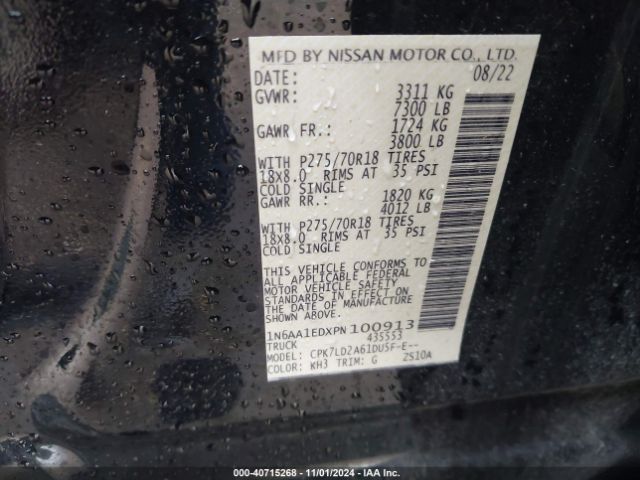 MFD BY NISSAN MOTOR CO., LTD.
DATE: 08/22
GVWR: 3311 KG
7300 LB
GAWR FR.: 1724 KG
3800 LB
WITH P275/70R18 TIRES
18X8.0 RIMS AT 35 PSI
COLD SINGLE
GAWR RR.: 1820 KG
4012 LB
WITH P275/70R18 TIRES
18X8.0 RIMS AT 35 PSI
COLD SINGLE
THIS VEHICLE CONFORMS TO
ALL APPLICABLE FEDERAL
MOTOR VEHICLE SAFETY
STANDARDS IN EFFECT ON
THE DATE OF MANUFACTURE
SHOWN ABOVE.
1N6AA1EDXPN100913
TRUCK 435553
MODEL: CPK7LD2A61DU5F-E--
COLOR: KH3 TRIM: G ZS10A
000-40715268 - 11/01/2024 - IAA Inc.